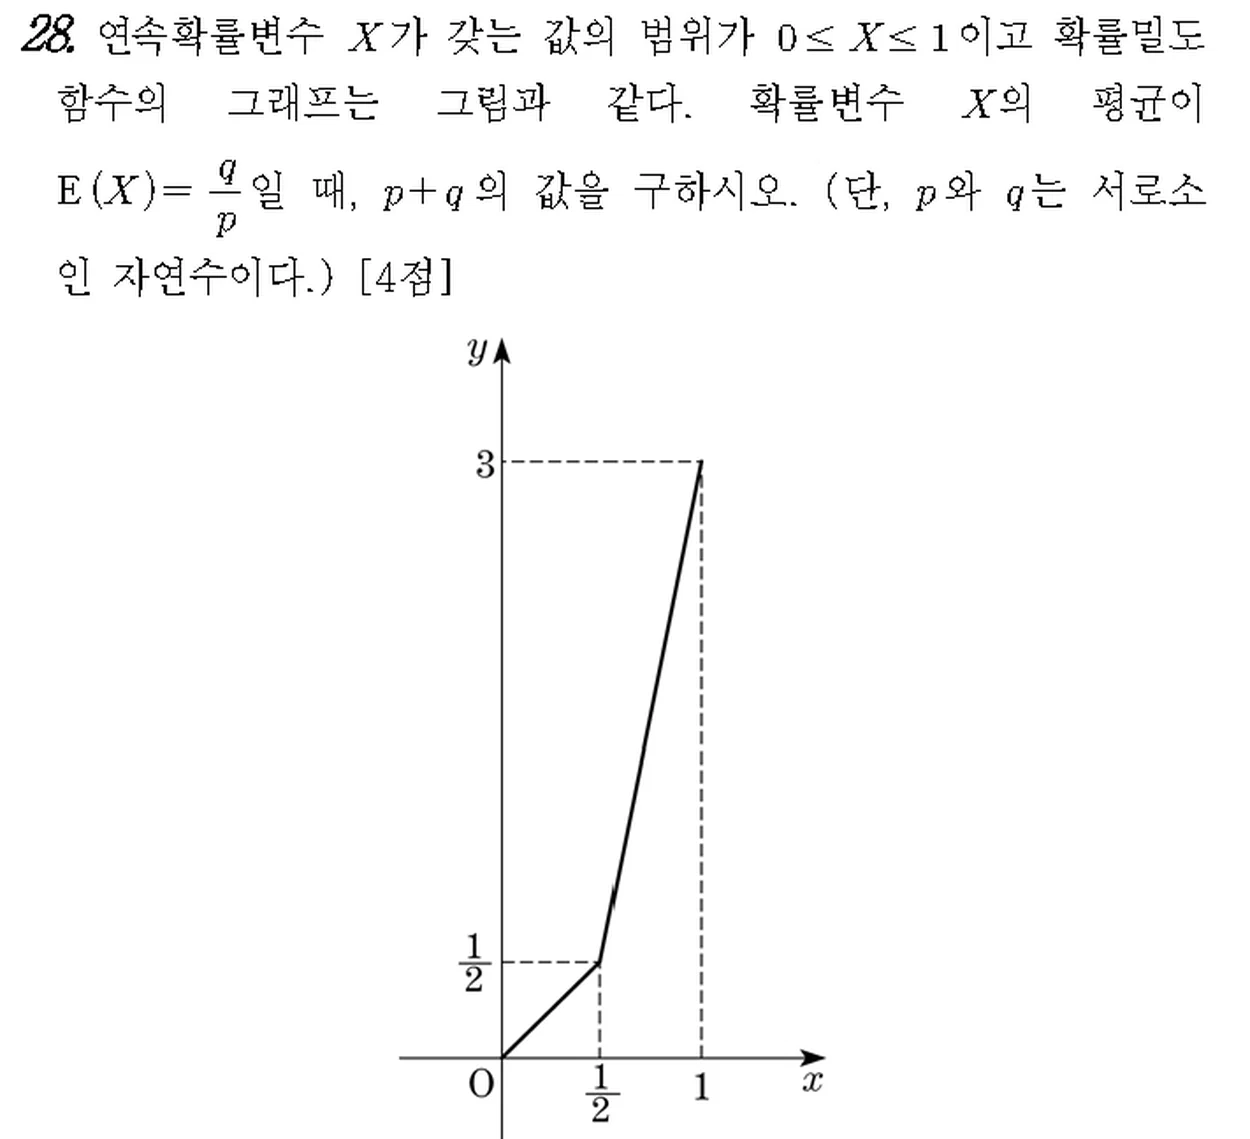 28. 연속확률변수 X가 갖는 값의 범위가 0≤ X≤ 1이고 확률밀도
함수의 그래프는 그림과 같다. 확률변수 X의 평균이
E(X)= q/p 일 때, p+q의 값을 구하시오. (단, p와 q는 서로소
인 자연수이다.) [4점]
y
3
1/2
O
1/2
1
x